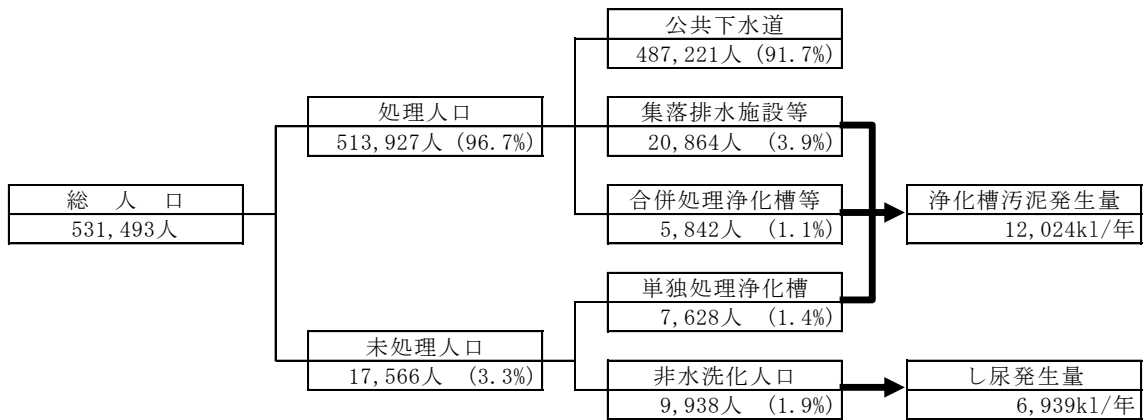 公共下水道
487,221人 (91.7%)
処理人口
513,927人 (96.7%)
集落排水施設等
20,864人 (3.9%)
総 人 口
531,493人
合併処理浄化槽等
5,842人 (1.1%)
浄化槽汚泥発生量
12,024kl/年
単独処理浄化槽
7,628人 (1.4%)
未処理人口
17,566人 (3.3%)
非水洗化人口
9,938人 (1.9%)
し尿発生量
6,939kl/年